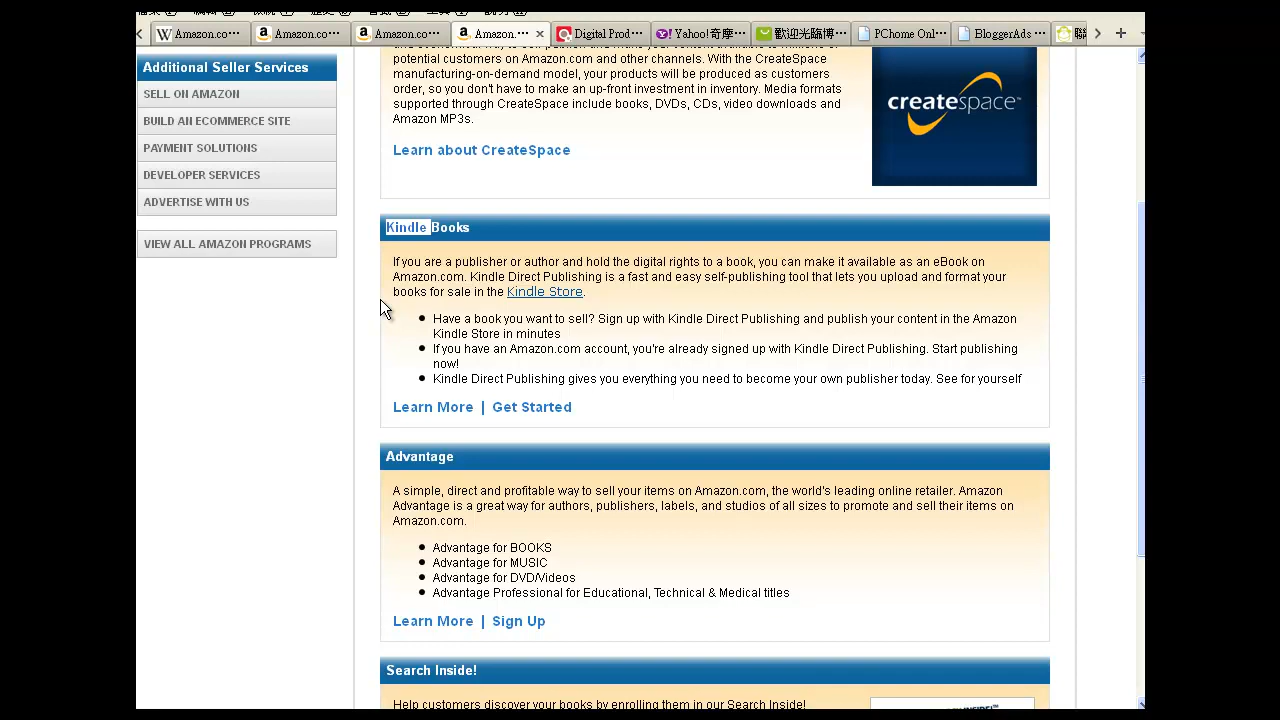 Amazon.co···
Amazon.co···
Amazon.co···
Amazon.···
Digital Prod···
Yahoo!奇摩···
歡迎光臨博···
PChome Onl···
BloggerAds ···
Additional Seller Services
SELL ON AMAZON
BUILD AN ECOMMERCE SITE
PAYMENT SOLUTIONS
DEVELOPER SERVICES
ADVERTISE WITH US
VIEW ALL AMAZON PROGRAMS
potential customers on Amazon.com and other channels. With the CreateSpace
manufacturing-on-demand model, your products will be produced as customers
order, so you don't have to make an up-front investment in inventory. Media formats
supported through CreateSpace include books, DVDs, CDs, video downloads and
Amazon MP3s.
Learn about CreateSpace
createspace™
Kindle Books
If you are a publisher or author and hold the digital rights to a book, you can make it available as an eBook on
Amazon.com. Kindle Direct Publishing is a fast and easy self-publishing tool that lets you upload and format your
books for sale in the Kindle Store.
Have a book you want to sell? Sign up with Kindle Direct Publishing and publish your content in the Amazon
Kindle Store in minutes
If you have an Amazon.com account, you're already signed up with Kindle Direct Publishing. Start publishing
now!
Kindle Direct Publishing gives you everything you need to become your own publisher today. See for yourself
Learn More | Get Started
Advantage
A simple, direct and profitable way to sell your items on Amazon.com, the world's leading online retailer. Amazon
Advantage is a great way for authors, publishers, labels, and studios of all sizes to promote and sell their items on
Amazon.com.
Advantage for BOOKS
Advantage for MUSIC
Advantage for DVD/Videos
Advantage Professional for Educational, Technical & Medical titles
Learn More | Sign Up
Search Inside!
Help customers discover your books by enrolling them in our Search Inside!